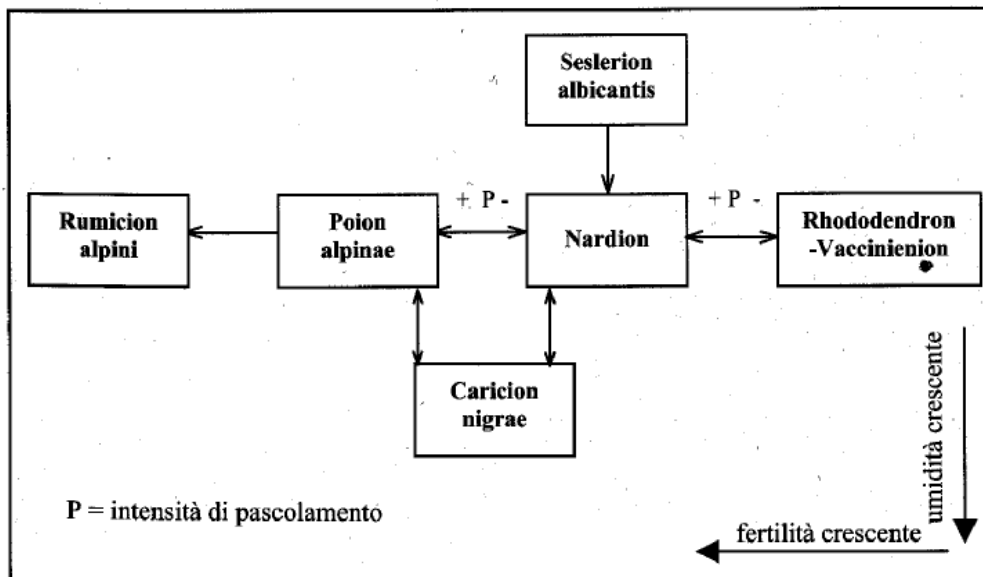 Seslerion
albicantis
+ P -
+ P -
Rumicion
alpini
Poion
alpinae
Nardion
Rhododendron
-Vaccinienion
Caricion
nigrae
umidità crescente
P = intensità di pascolamento
fertilità crescente